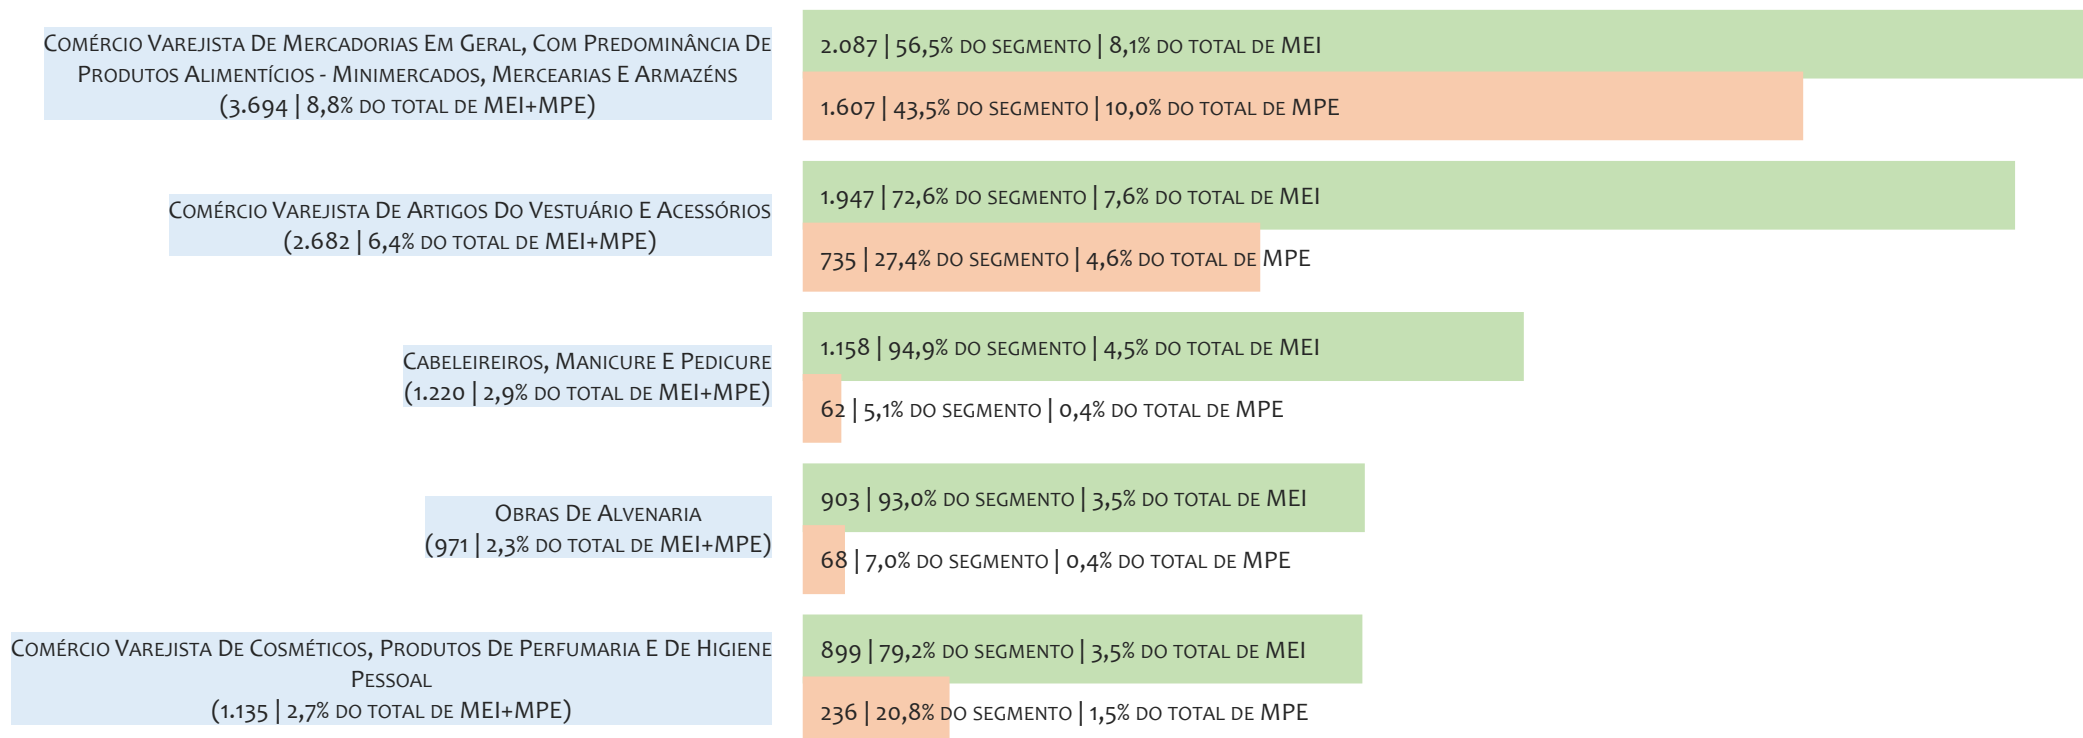 Comércio Varejista De Mercadorias Em Geral, Com Predominância De
Produtos Alimentícios - Minimercados, Mercearias E Armazéns
(3.694 | 8,8% do total de MEI+MPE)
2.087 | 56,5% do segmento | 8,1% do total de MEI
1.607 | 43,5% do segmento | 10,0% do total de MPE
Comércio Varejista De Artigos Do Vestuário E Acessórios
(2.682 | 6,4% do total de MEI+MPE)
1.947 | 72,6% do segmento | 7,6% do total de MEI
735 | 27,4% do segmento | 4,6% do total de MPE
Cabeleireiros, Manicure E Pedicure
(1.220 | 2,9% do total de MEI+MPE)
1.158 | 94,9% do segmento | 4,5% do total de MEI
62 | 5,1% do segmento | 0,4% do total de MPE
Obras De Alvenaria
(971 | 2,3% do total de MEI+MPE)
903 | 93,0% do segmento | 3,5% do total de MEI
68 | 7,0% do segmento | 0,4% do total de MPE
Comércio Varejista De Cosméticos, Produtos De Perfumaria E De Higiene
Pessoal
(1.135 | 2,7% do total de MEI+MPE)
899 | 79,2% do segmento | 3,5% do total de MEI
236 | 20,8% do segmento | 1,5% do total de MPE